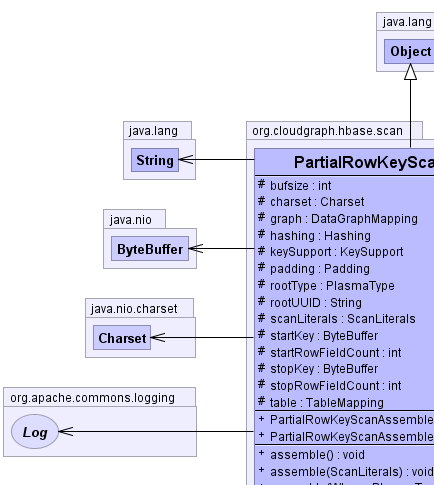 java.lang
Object
java.lang
String
org.cloudgraph.hbase.scan
PartialRowKeySca
# bufsize : int
# charset : Charset
# graph : DataGraphMapping
# hashing : Hashing
# keySupport : KeySupport
# padding : Padding
# rootType : PlasmaType
# rootUUID : String
# scanLiterals : ScanLiterals
# startKey : ByteBuffer
# startRowFieldCount : int
# stopKey : ByteBuffer
# stopRowFieldCount : int
# table : TableMapping
+ PartialRowKeyScanAssemble
+ PartialRowKeyScanAssemble
+ assemble() : void
+ assemble(ScanLiterals) : void
java.nio
ByteBuffer
java.nio.charset
Charset
org.apache.commons.logging
Log